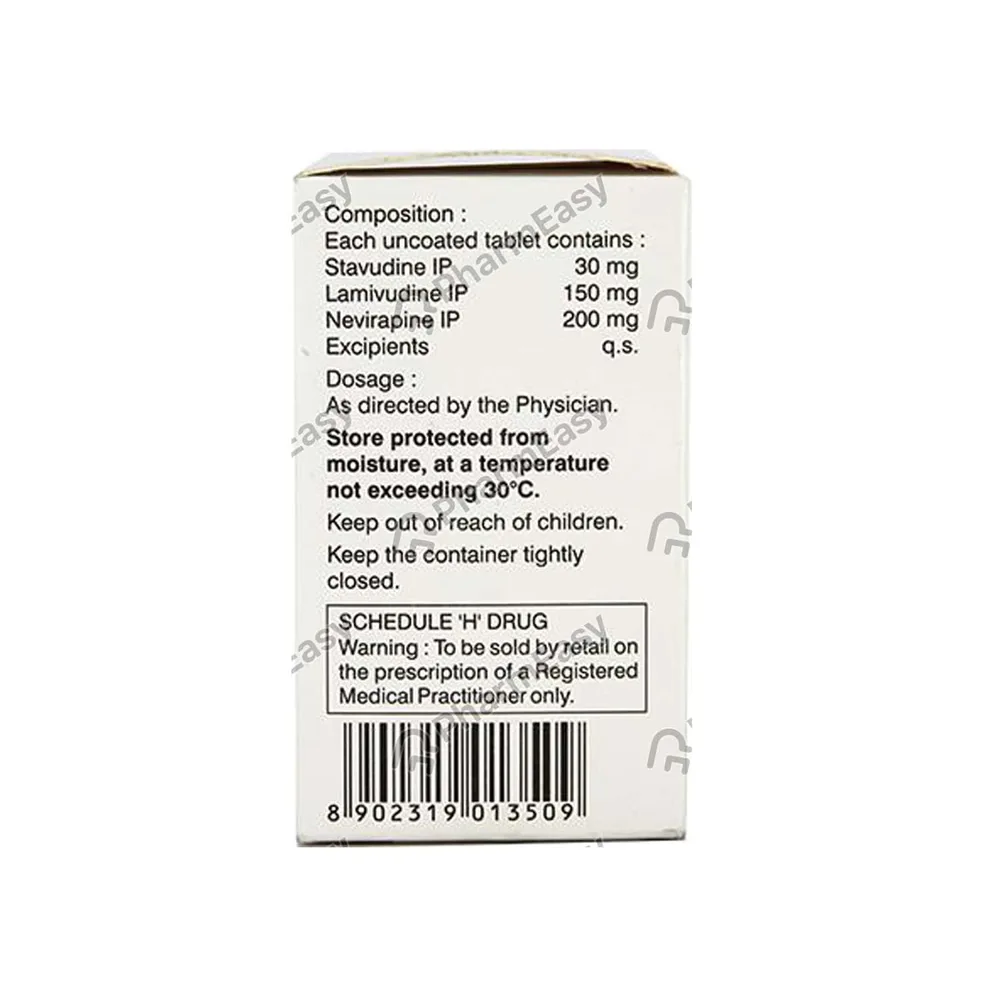 Composition :
Each uncoated tablet contains :
Stavudine IP 30 mg
Lamivudine IP 150 mg
Nevirapine IP 200 mg
Excipients q.s.
Dosage :
As directed by the Physician.
Store protected from
moisture, at a temperature
not exceeding 30°C.
Keep out of reach of children.
Keep the container tightly
closed.
SCHEDULE 'H' DRUG
Warning : To be sold by retail on
the prescription of a Registered
Medical Practitioner only.
8 902319 013509
PharmEasy
PharmEasy
PharmEasy